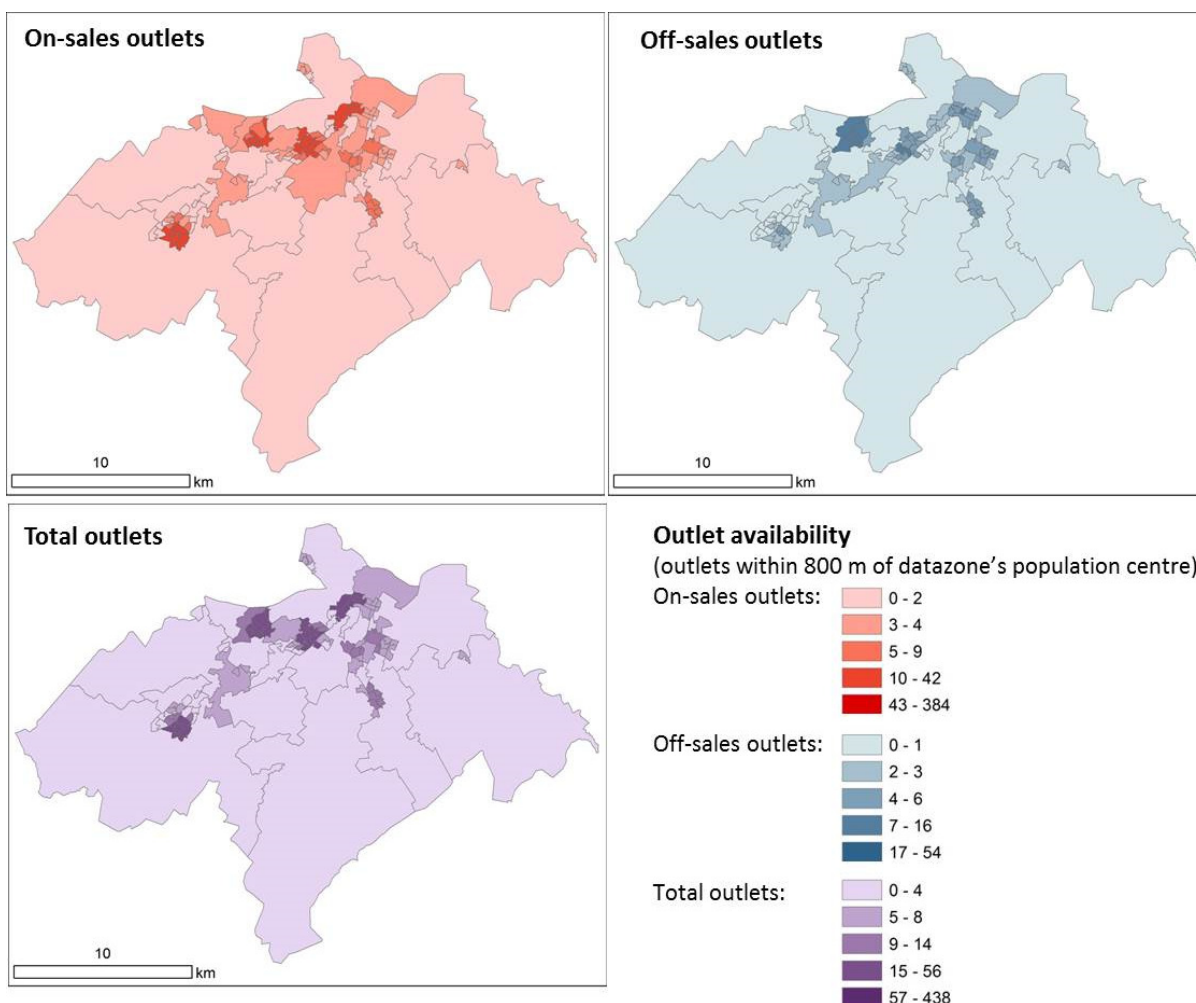 On-sales outlets
10
km
Off-sales outlets
10
km
Total outlets
10
km
Outlet availability
(outlets within 800 m of datazone's population centre)
On-sales outlets:
0 - 2
3 - 4
5 - 9
10 - 42
43 - 384
Off-sales outlets:
0 - 1
2 - 3
4 - 6
7 - 16
17 - 54
Total outlets:
0 - 4
5 - 8
9 - 14
15 - 56
57 - 438